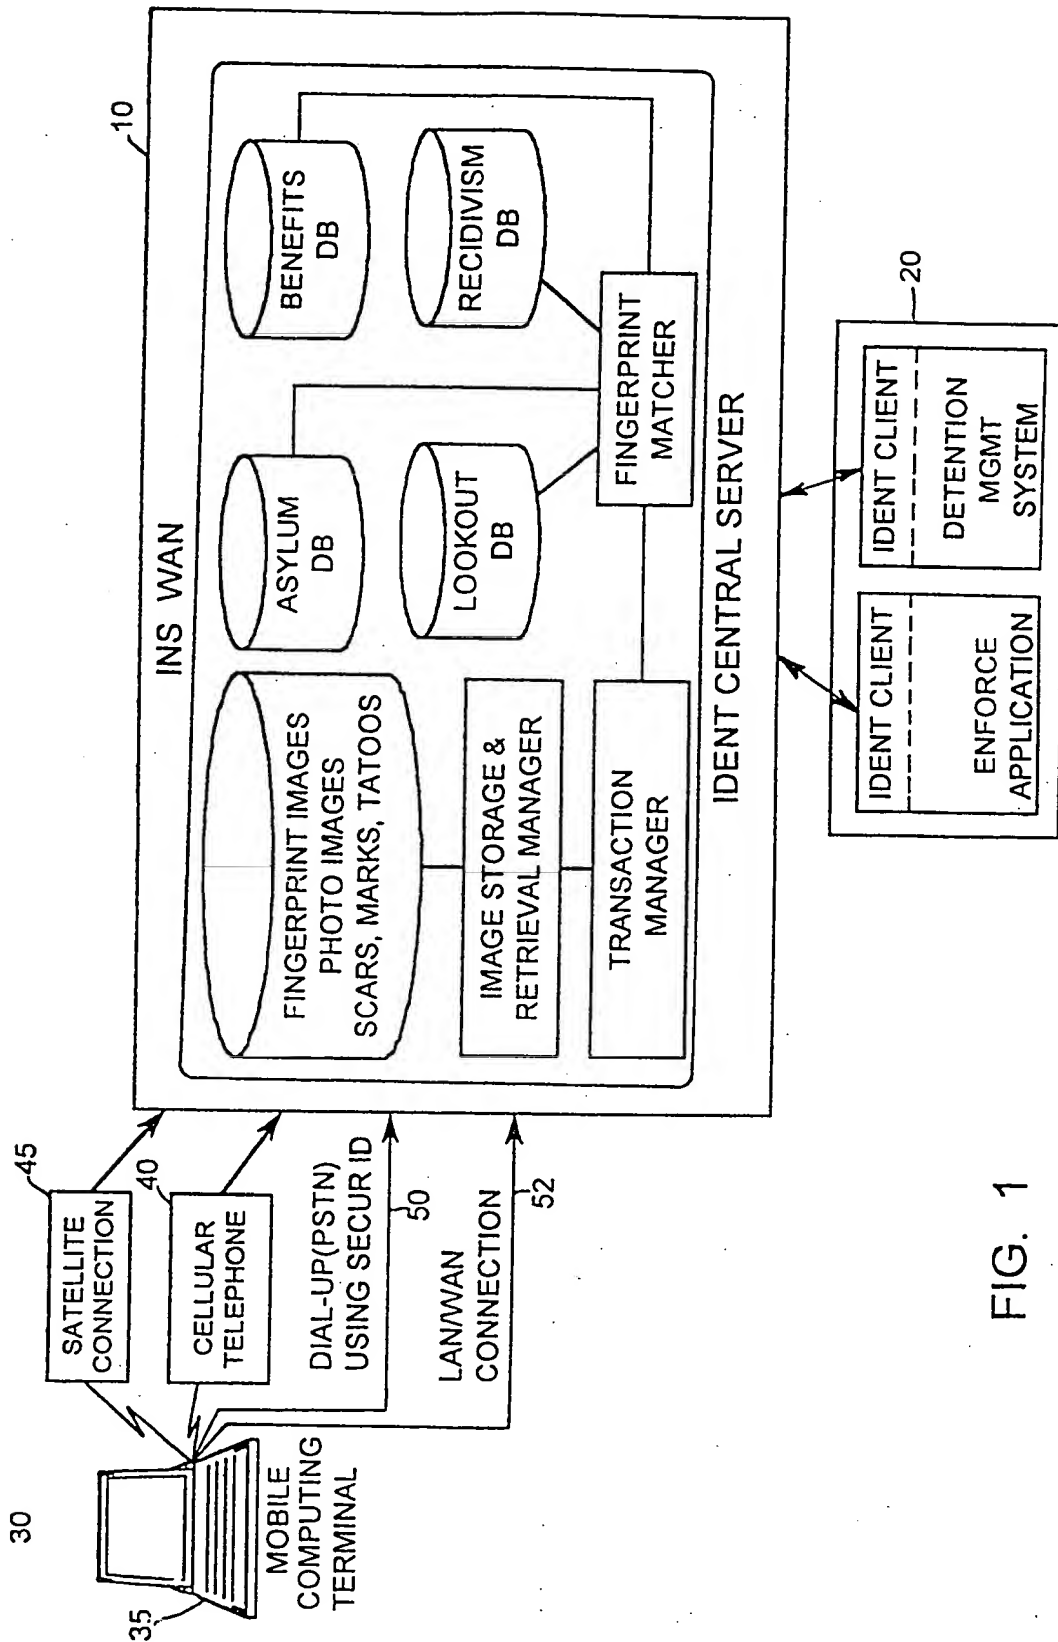 30
35
MOBILE
COMPUTING
TERMINAL
45
SATELLITE
CONNECTION
40
CELLULAR
TELEPHONE
DIAL-UP(PSTN)
USING SECUR ID
50
LAN/WAN
CONNECTION
52
10
INS WAN
FINGERPRINT IMAGES
PHOTO IMAGES
SCARS, MARKS, TATOOS
IMAGE STORAGE &
RETRIEVAL MANAGER
TRANSACTION
MANAGER
ASYLUM
DB
BENEFITS
DB
LOOKOUT
DB
RECIDIVISM
DB
FINGERPRINT
MATCHER
IDENT CENTRAL SERVER
20
IDENT CLIENT
ENFORCE
APPLICATION
IDENT CLIENT
DETENTION
MGMT
SYSTEM
FIG. 1